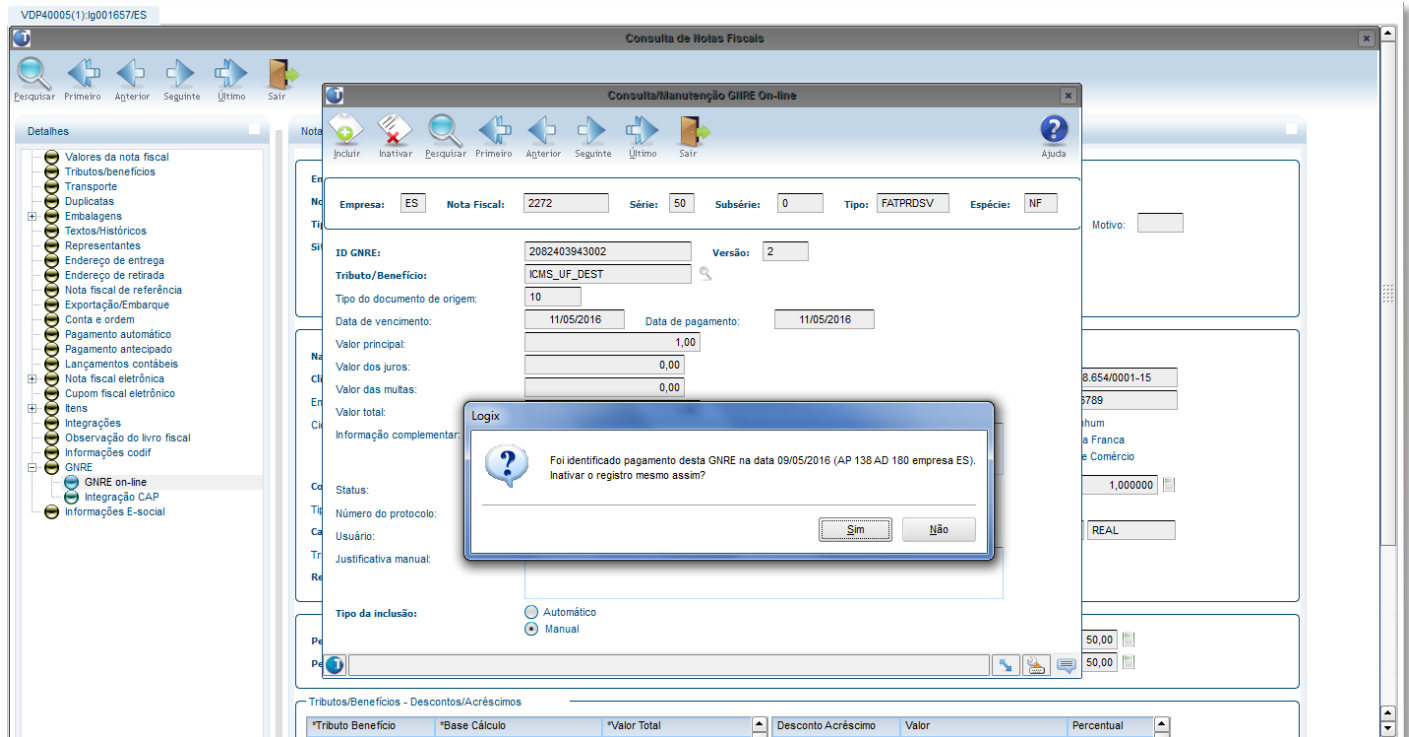 VDP40005(1):lg001657/ES
Consulta de Notas Fiscais
Pesquisar Primeiro Anterior Seguinte Último Sair
Detalhes
Valores da nota fiscal
Tributos/benefícios
Transporte
Duplicatas
Embalagens
Textos/Históricos
Representantes
Endereço de entrega
Endereço de retirada
Nota fiscal de referência
Exportação/Embarque
Conta e ordem
Pagamento automático
Pagamento antecipado
Lançamentos contábeis
Nota fiscal eletrônica
Cupom fiscal eletrônico
Itens
Integrações
Observação do livro fiscal
Informações codif
GNRE
GNRE on-line
Integração CAP
Informações E-social
Nota
Consulta/Manutenção GNRE On-line
Incluir Inativar Pesquisar Primeiro Anterior Seguinte Último Sair Ajuda
Empresa: ES Nota Fiscal: 2272 Série: 50 Subsérie: 0 Tipo: FATPRDSV Espécie: NF
Motivo:
ID GNRE: 2082403943002 Versão: 2
Tributo/Benefício: ICMS_UF_DEST
Tipo do documento de origem: 10
Data de vencimento: 11/05/2016 Data de pagamento: 11/05/2016
Valor principal: 1,00
Valor dos juros: 0,00
Valor das multas: 0,00
Valor total:
Informação complementar:
Status:
Número do protocolo:
Usuário:
Justificativa manual:
Tipo da inclusão: Automático
Manual
Logix
Foi identificado pagamento desta GNRE na data 09/05/2016 (AP 138 AD 180 empresa ES).
Inativar o registro mesmo assim?
Sim Não
8.654/0001-15
6789
nhum
a Franca
e Comércio
1,000000
REAL
50,00
50,00
Tributos/Benefícios - Descontos/Acréscimos
*Tributo Benefício *Base Cálculo *Valor Total Desconto Acréscimo Valor Percentual